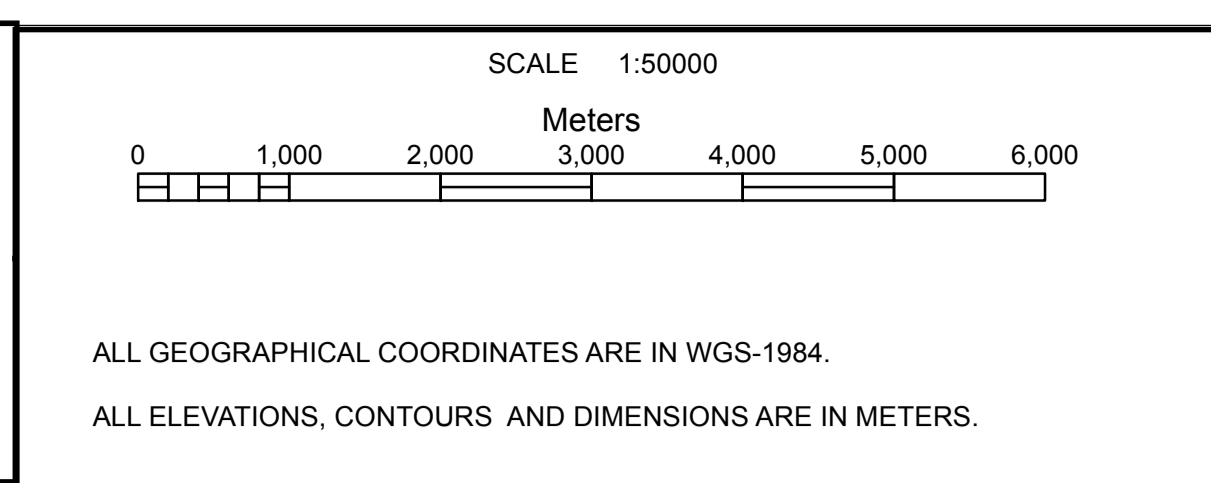 SCALE 1:50000
Meters
0 1,000 2,000 3,000 4,000 5,000 6,000
ALL GEOGRAPHICAL COORDINATES ARE IN WGS-1984.
ALL ELEVATIONS, CONTOURS AND DIMENSIONS ARE IN METERS.